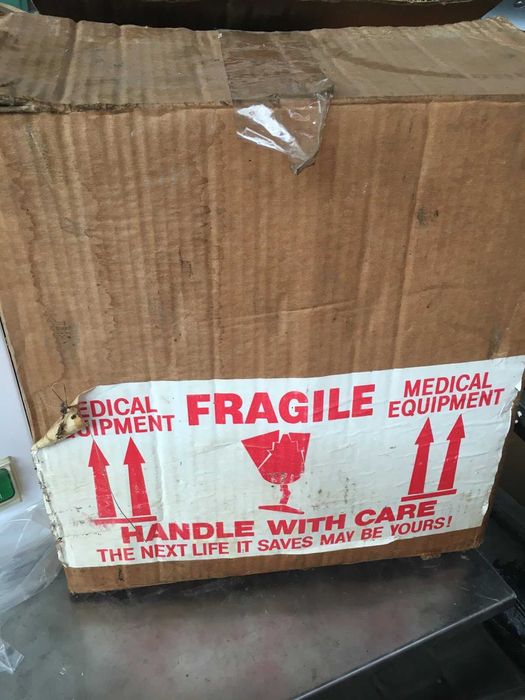 EDICAL
UIPMENT
FRAGILE
MEDICAL
EQUIPMENT
HANDLE WITH CARE
THE NEXT LIFE IT SAVES MAY BE YOURS!